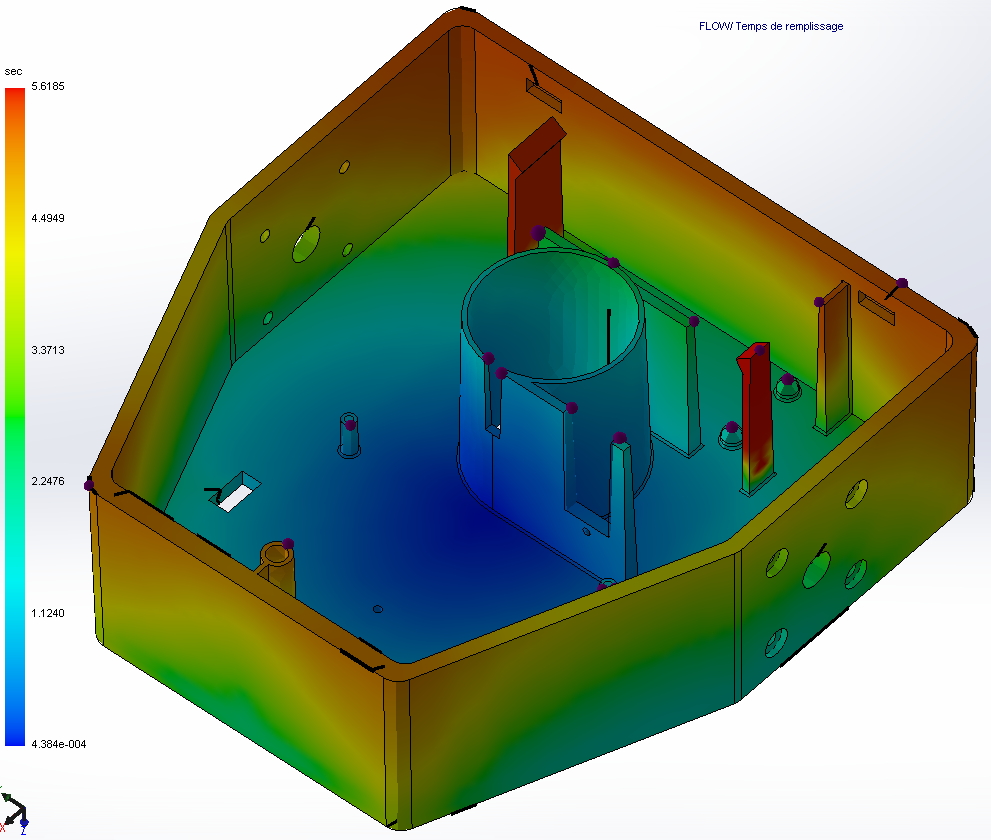 FLOW/ Temps de remplissage
sec
5.6185
4.4949
3.3713
2.2476
1.1240
4.384e-004
X
Z